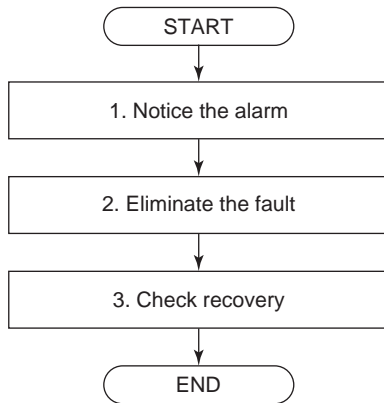 START
1. Notice the alarm
2. Eliminate the fault
3. Check recovery
END